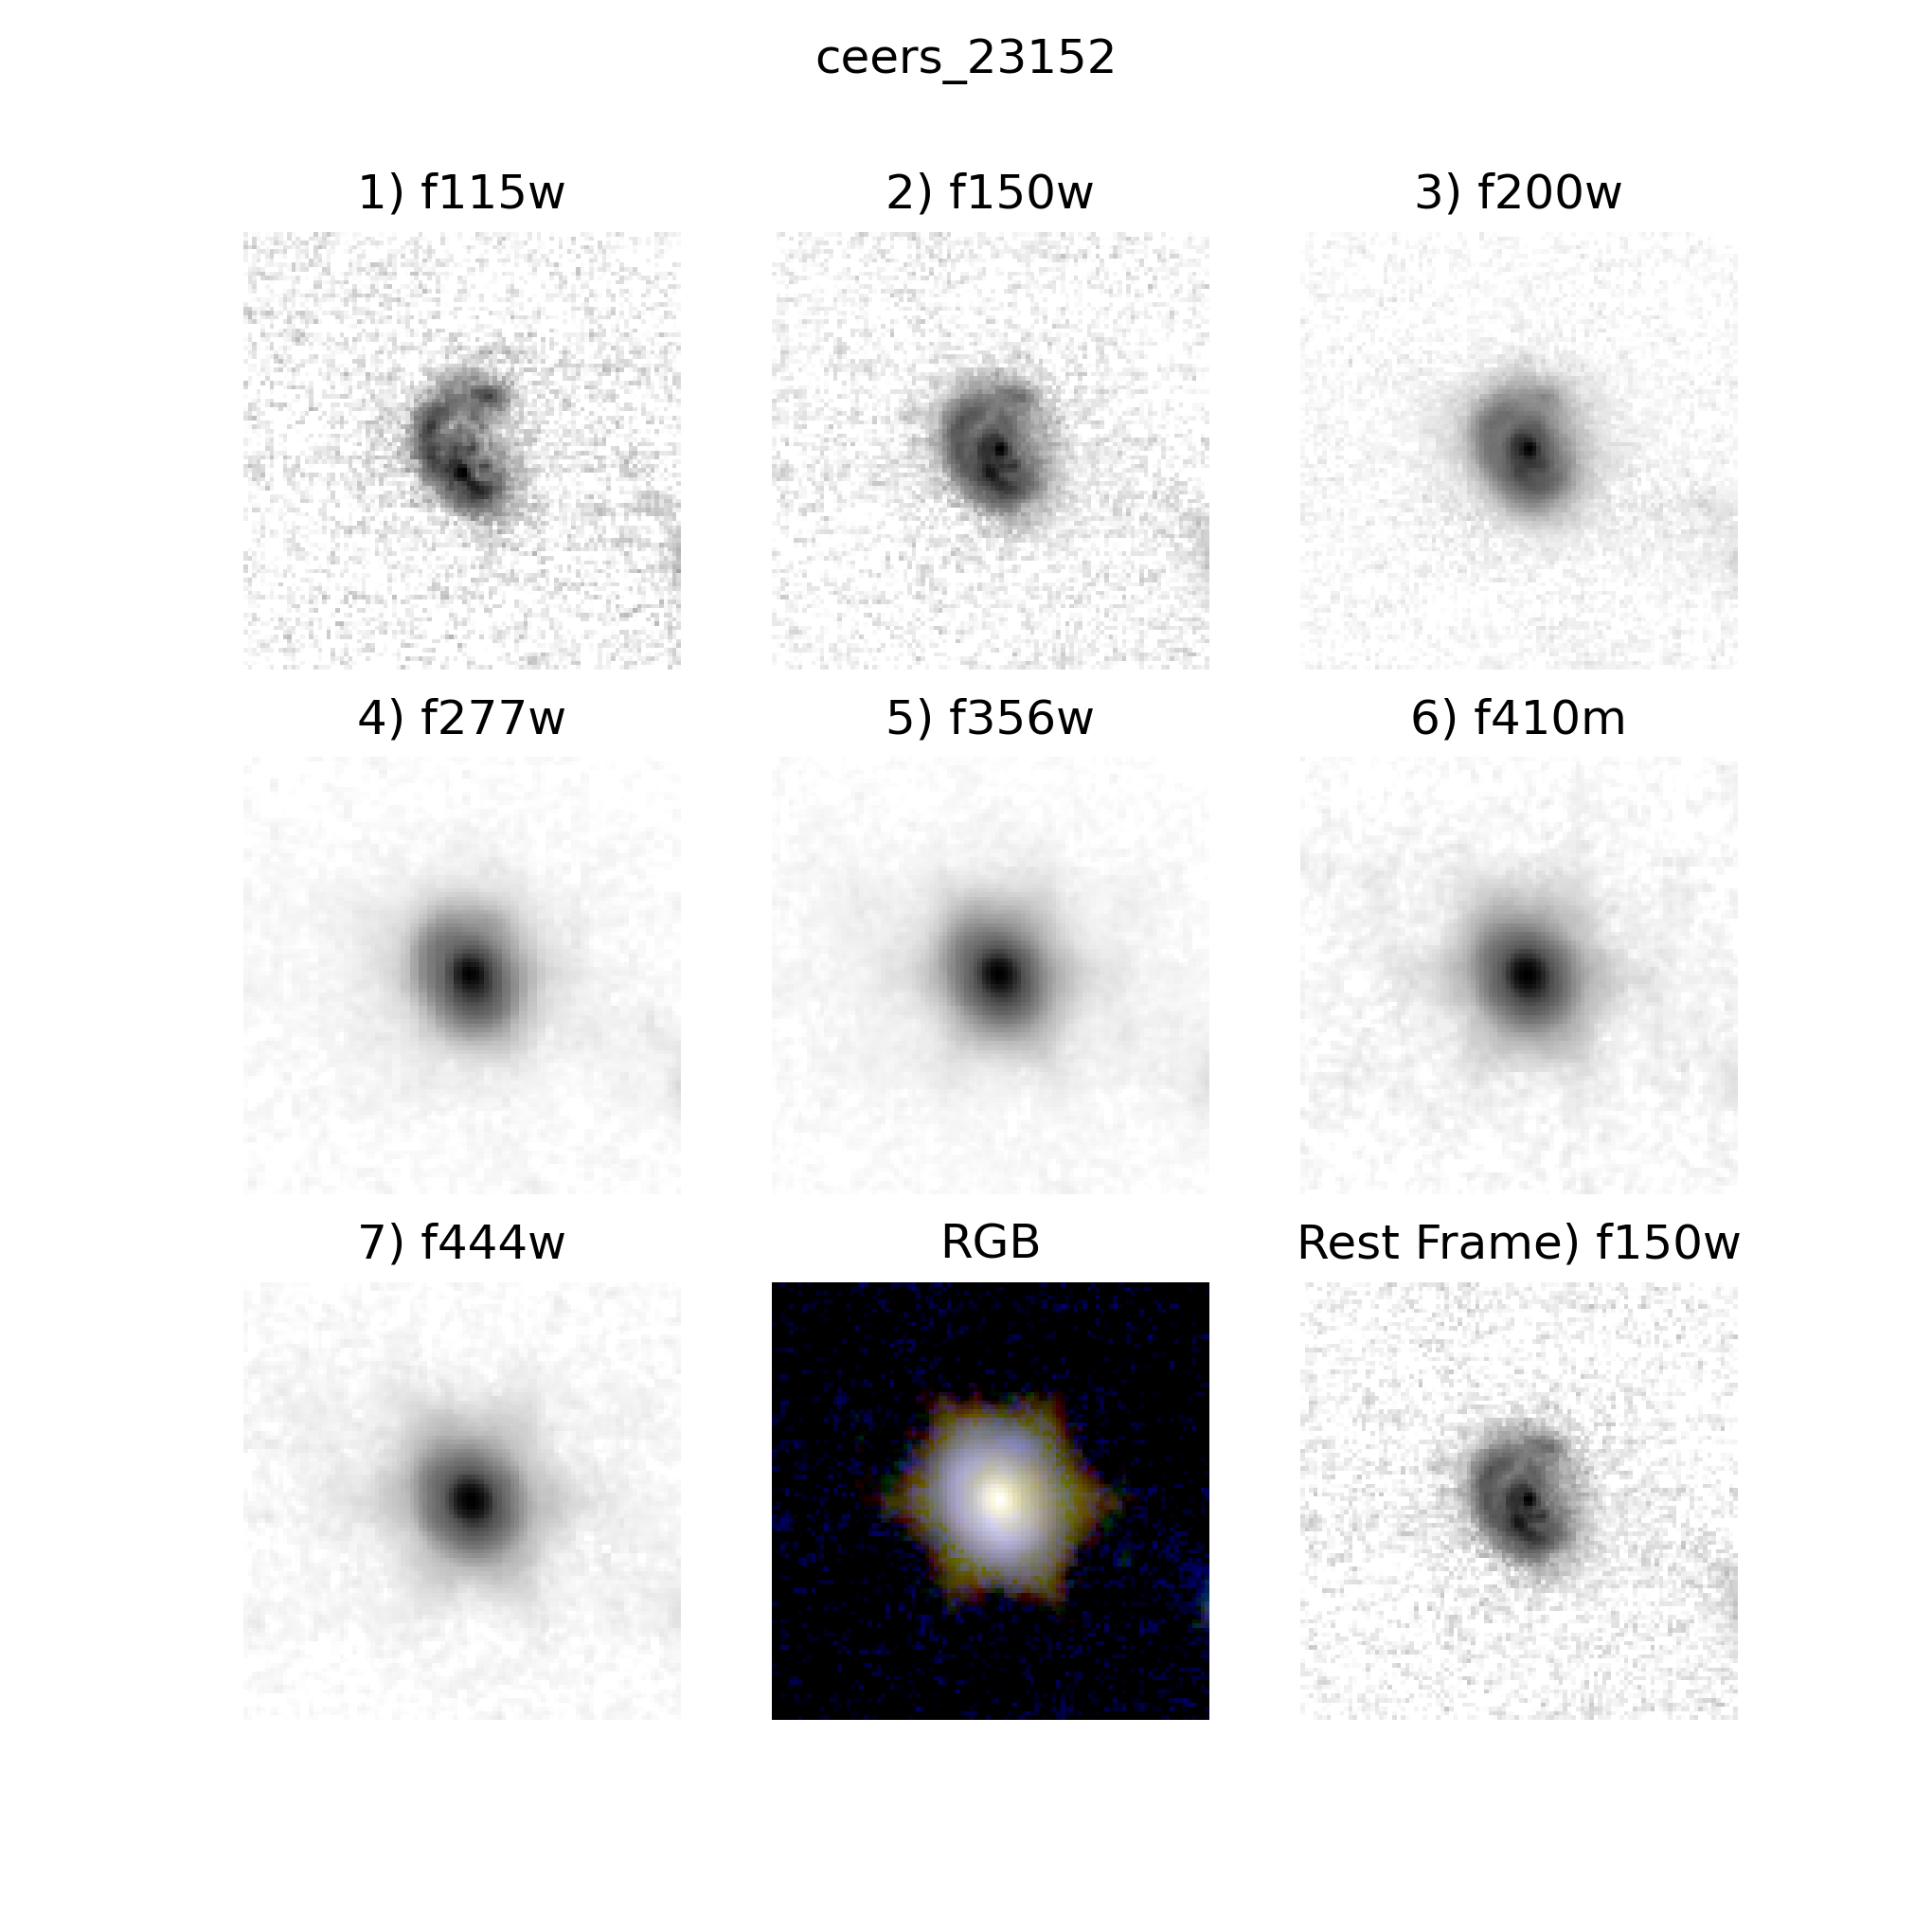 ceers_23152
1) f115w
2) f150w
3) f200w
4) f277w
5) f356w
6) f410m
7) f444w
RGB
Rest Frame) f150w